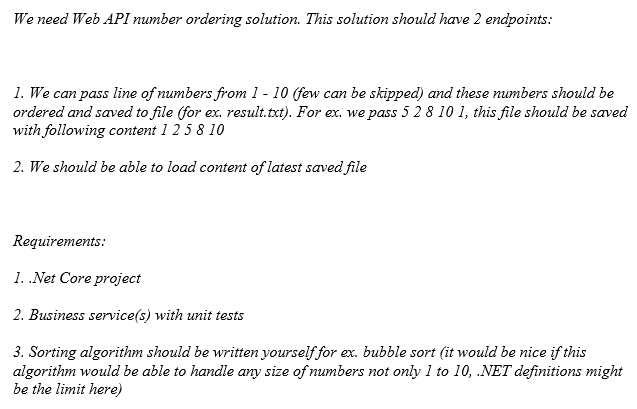 We need Web API number ordering solution. This solution should have 2 endpoints:
1. We can pass line of numbers from 1 - 10 (few can be skipped) and these numbers should be
ordered and saved to file (for ex. result.txt). For ex. we pass 5 2 8 10 1, this file should be saved
with following content 1 2 5 8 10
2. We should be able to load content of latest saved file
Requirements:
1. .Net Core project
2. Business service(s) with unit tests
3. Sorting algorithm should be written yourself for ex. bubble sort (it would be nice if this
algorithm would be able to handle any size of numbers not only 1 to 10, .NET definitions might
be the limit here)